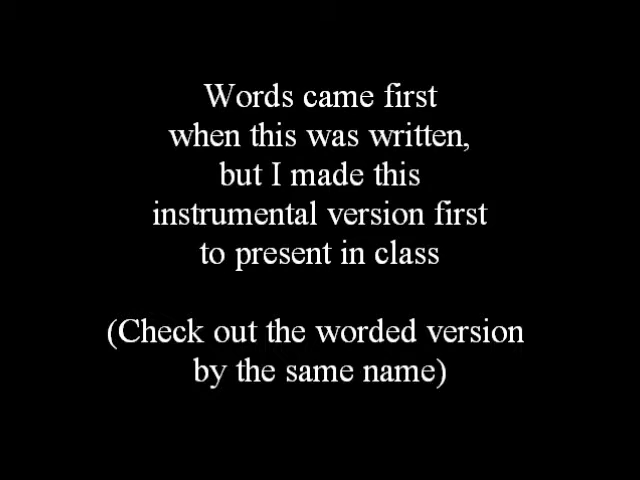 Words came first
when this was written,
but I made this
instrumental version first
to present in class
(Check out the worded version
by the same name)